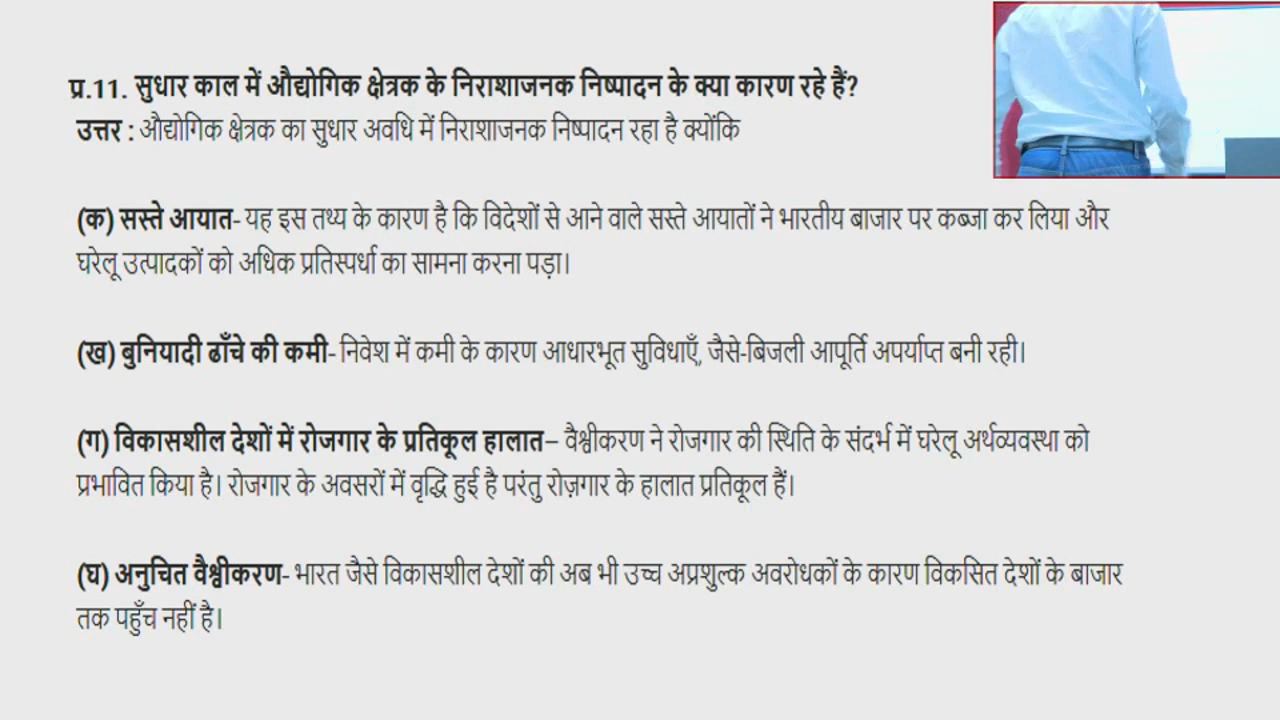 प्र.11. सुधार काल में औद्योगिक क्षेत्रक के निराशाजनक निष्पादन के क्या कारण रहे हैं?
उत्तर : औद्योगिक क्षेत्रक का सुधार अवधि में निराशाजनक निष्पादन रहा है क्योंकि
(क) सस्ते आयात- यह इस तथ्य के कारण है कि विदेशों से आने वाले सस्ते आयातों ने भारतीय बाजार पर कब्जा कर लिया और
घरेलू उत्पादकों को अधिक प्रतिस्पर्धा का सामना करना पड़ा।
(ख) बुनियादी ढाँचे की कमी- निवेश में कमी के कारण आधारभूत सुविधाएँ, जैसे-बिजली आपूर्ति अपर्याप्त बनी रही।
(ग) विकासशील देशों में रोजगार के प्रतिकूल हालात– वैश्वीकरण ने रोजगार की स्थिति के संदर्भ में घरेलू अर्थव्यवस्था को
प्रभावित किया है। रोजगार के अवसरों में वृद्धि हुई है परंतु रोज़गार के हालात प्रतिकूल हैं।
(घ) अनुचित वैश्वीकरण- भारत जैसे विकासशील देशों की अब भी उच्च अप्रशुल्क अवरोधकों के कारण विकसित देशों के बाजार
तक पहुँच नहीं है।